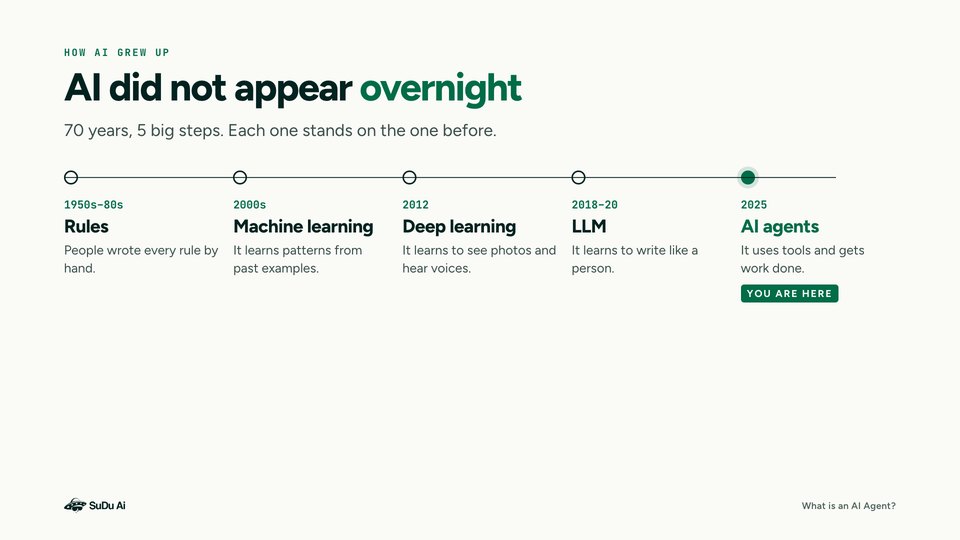 HOW AI GREW UP
AI did not appear overnight
70 years, 5 big steps. Each one stands on the one before.
1950s–80s
Rules
People wrote every rule by
hand.
2000s
Machine learning
It learns patterns from
past examples.
2012
Deep learning
It learns to see photos and
hear voices.
2018–20
LLM
It learns to write like a
person.
2025
AI agents
It uses tools and gets
work done.
YOU ARE HERE
SuDu Ai
What is an AI Agent?